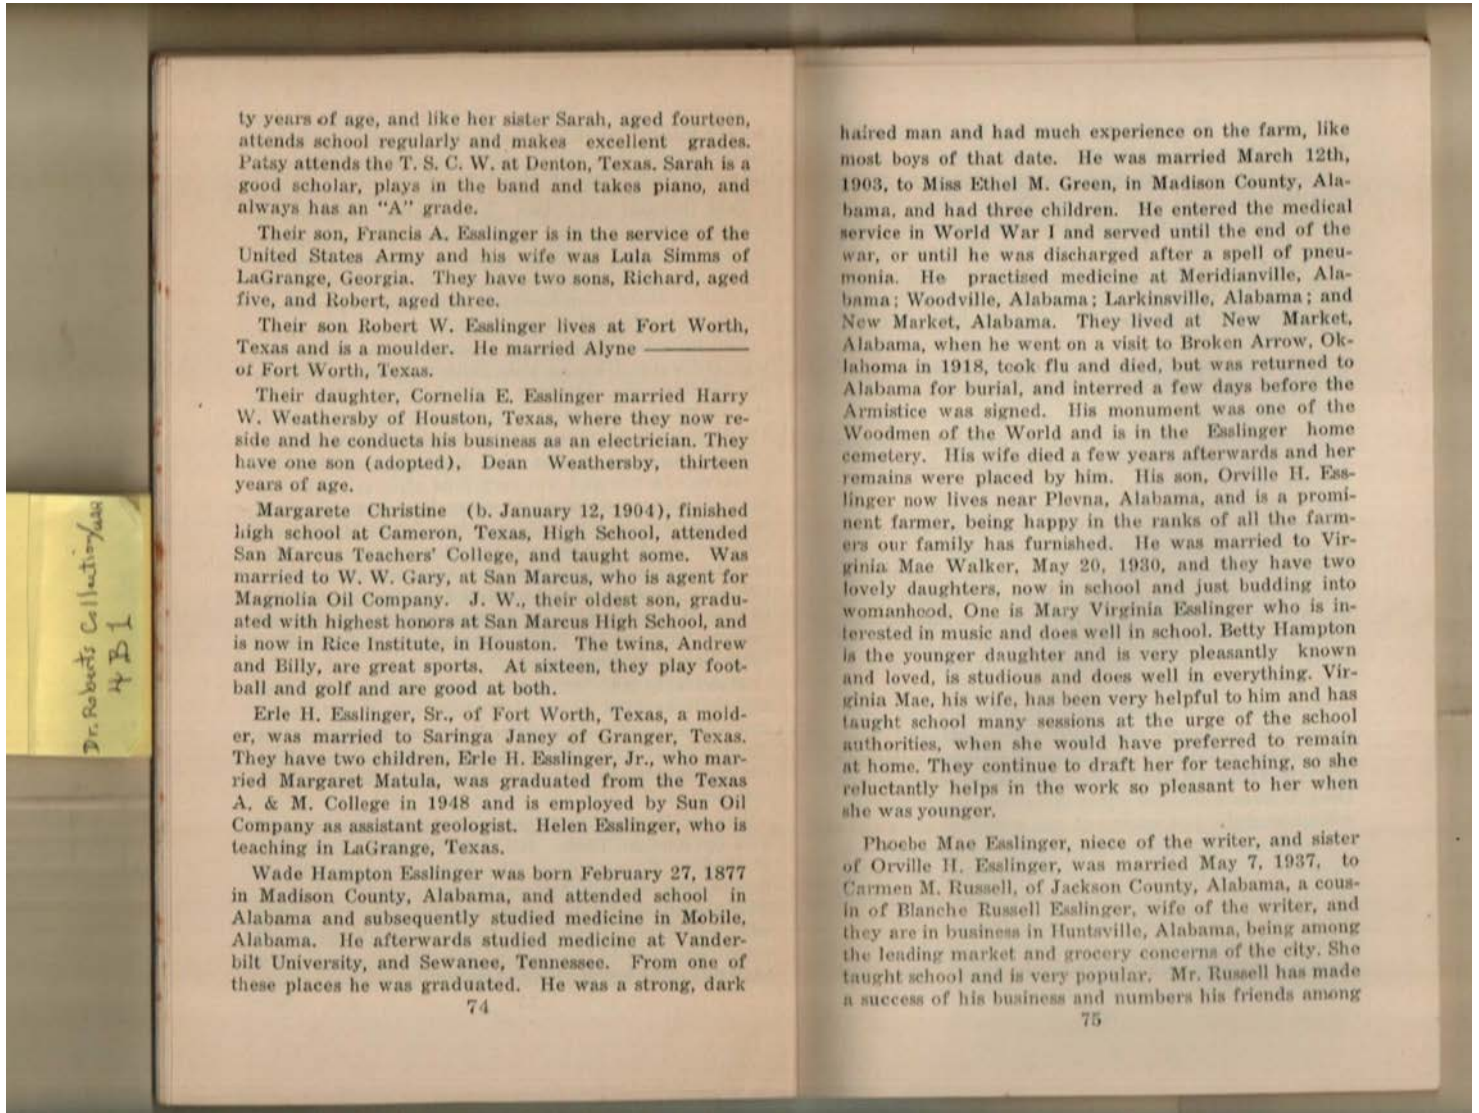 ty years of age, and like her sister Sarah, aged fourteen,
attends school regularly and makes excellent grades.
Patsy attends the T. S. C. W. at Denton, Texas. Sarah is a
good scholar, plays in the band and takes piano, and
always has an "A" grade.
Their son, Francis A. Esslinger is in the service of the
United States Army and his wife was Lula Simms of
LaGrange, Georgia. They have two sons, Richard, aged
five, and Robert, aged three.
Their son Robert W. Esslinger lives at Fort Worth,
Texas and is a moulder. He married Alyne ————
of Fort Worth, Texas.
Their daughter, Cornelia E. Esslinger married Harry
W. Weathersby of Houston, Texas, where they now re-
side and he conducts his business as an electrician. They
have one son (adopted), Dean Weathersby, thirteen
years of age.
Margarete Christine (b. January 12, 1904), finished
high school at Cameron, Texas, High School, attended
San Marcus Teachers' College, and taught some. Was
married to W. W. Gary, at San Marcus, who is agent for
Magnolia Oil Company. J. W., their oldest son, gradu-
ated with highest honors at San Marcus High School, and
is now in Rice Institute, in Houston. The twins, Andrew
and Billy, are great sports. At sixteen, they play foot-
ball and golf and are good at both.
Erle H. Esslinger, Sr., of Fort Worth, Texas, a mold-
er, was married to Saringa Janey of Granger, Texas.
They have two children, Erle H. Esslinger, Jr., who mar-
ried Margaret Matula, was graduated from the Texas
A. & M. College in 1948 and is employed by Sun Oil
Company as assistant geologist. Helen Esslinger, who is
teaching in LaGrange, Texas.
Wade Hampton Esslinger was born February 27, 1877
in Madison County, Alabama, and attended school in
Alabama and subsequently studied medicine in Mobile,
Alabama. He afterwards studied medicine at Vander-
bilt University, and Sewanee, Tennessee. From one of
these places he was graduated. He was a strong, dark
74
haired man and had much experience on the farm, like
most boys of that date. He was married March 12th,
1903, to Miss Ethel M. Green, in Madison County, Ala-
bama, and had three children. He entered the medical
service in World War I and served until the end of the
war, or until he was discharged after a spell of pneu-
monia. He practised medicine at Meridianville, Ala-
bama; Woodville, Alabama; Larkinsville, Alabama; and
New Market, Alabama. They lived at New Market,
Alabama, when he went on a visit to Broken Arrow, Ok-
lahoma in 1918, took flu and died, but was returned to
Alabama for burial, and interred a few days before the
Armistice was signed. His monument was one of the
Woodmen of the World and is in the Esslinger home
cemetery. His wife died a few years afterwards and her
remains were placed by him. His son, Orville H. Ess-
linger now lives near Plevna, Alabama, and is a promi-
nent farmer, being happy in the ranks of all the farm-
ers our family has furnished. He was married to Vir-
ginia Mae Walker, May 20, 1930, and they have two
lovely daughters, now in school and just budding into
womanhood. One is Mary Virginia Esslinger who is in-
terested in music and does well in school. Betty Hampton
is the younger daughter and is very pleasantly known
and loved, is studious and does well in everything. Vir-
ginia Mae, his wife, has been very helpful to him and has
taught school many sessions at the urge of the school
authorities, when she would have preferred to remain
at home. They continue to draft her for teaching, so she
reluctantly helps in the work so pleasant to her when
she was younger.
Phoebe Mae Esslinger, niece of the writer, and sister
of Orville H. Esslinger, was married May 7, 1937, to
Carmen M. Russell, of Jackson County, Alabama, a cous-
in of Blanche Russell Esslinger, wife of the writer, and
they are in business in Huntsville, Alabama, being among
the leading market and grocery concerns of the city. She
taught school and is very popular. Mr. Russell has made
a success of his business and numbers his friends among
75
Dr. Roberts Collection/
4 B 1